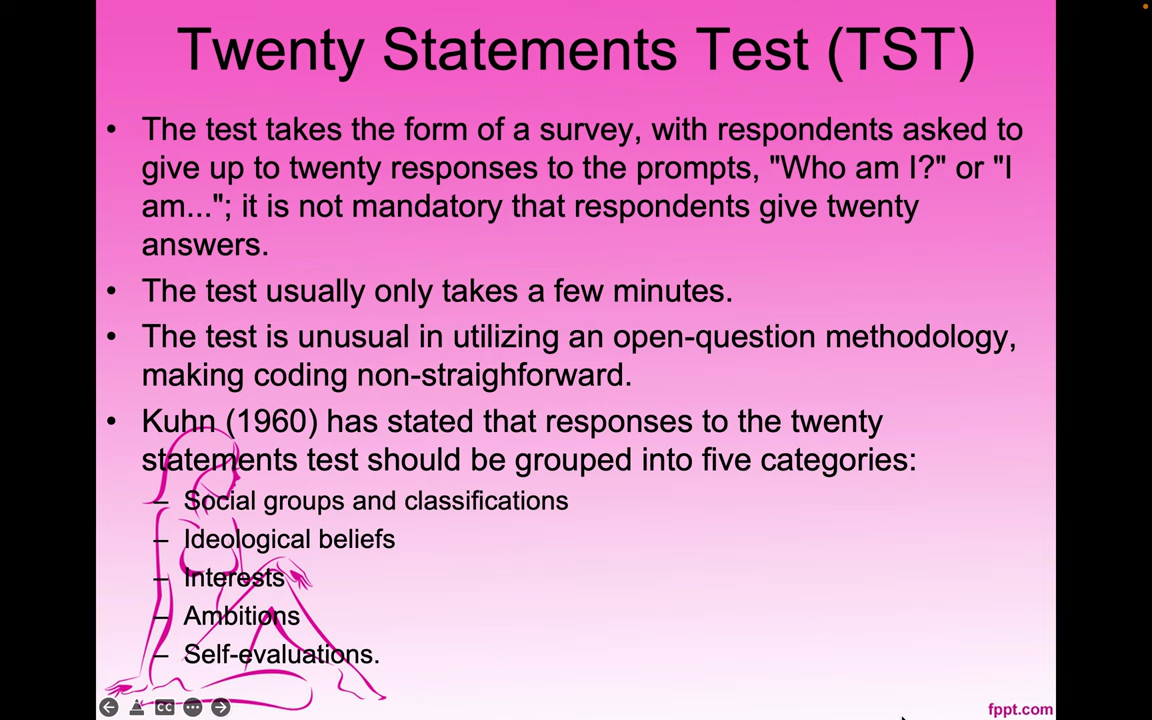 Twenty Statements Test (TST)
• The test takes the form of a survey, with respondents asked to
give up to twenty responses to the prompts, "Who am I?" or "I
am..."; it is not mandatory that respondents give twenty
answers.
• The test usually only takes a few minutes.
• The test is unusual in utilizing an open-question methodology,
making coding non-straighforward.
• Kuhn (1960) has stated that responses to the twenty
statements test should be grouped into five categories:
– Social groups and classifications
– Ideological beliefs
– Interests
– Ambitions
– Self-evaluations.
CC
fppt.com